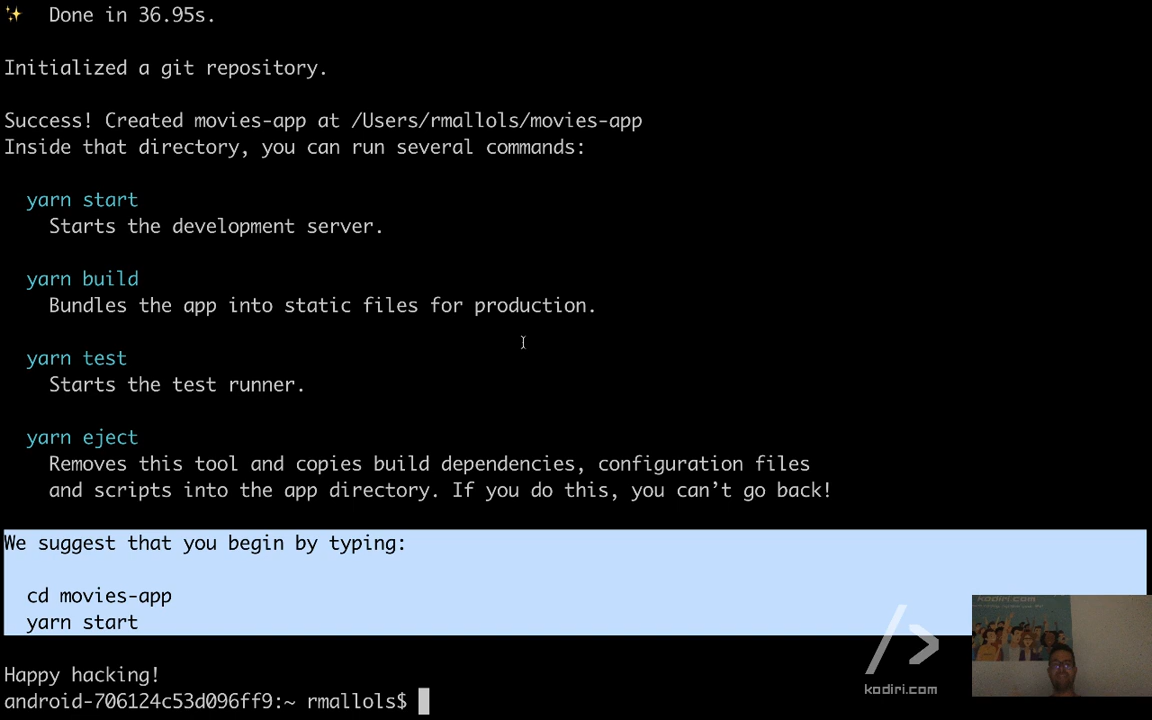 ✨  Done in 36.95s.
Initialized a git repository.
Success! Created movies-app at /Users/rmallols/movies-app
Inside that directory, you can run several commands:
yarn start
Starts the development server.
yarn build
Bundles the app into static files for production.
yarn test
Starts the test runner.
yarn eject
Removes this tool and copies build dependencies, configuration files
and scripts into the app directory. If you do this, you can’t go back!
We suggest that you begin by typing:
cd movies-app
yarn start
Happy hacking!
android-706124c53d096ff9:~ rmallols$
</>
kodiri.com
kodiri.com